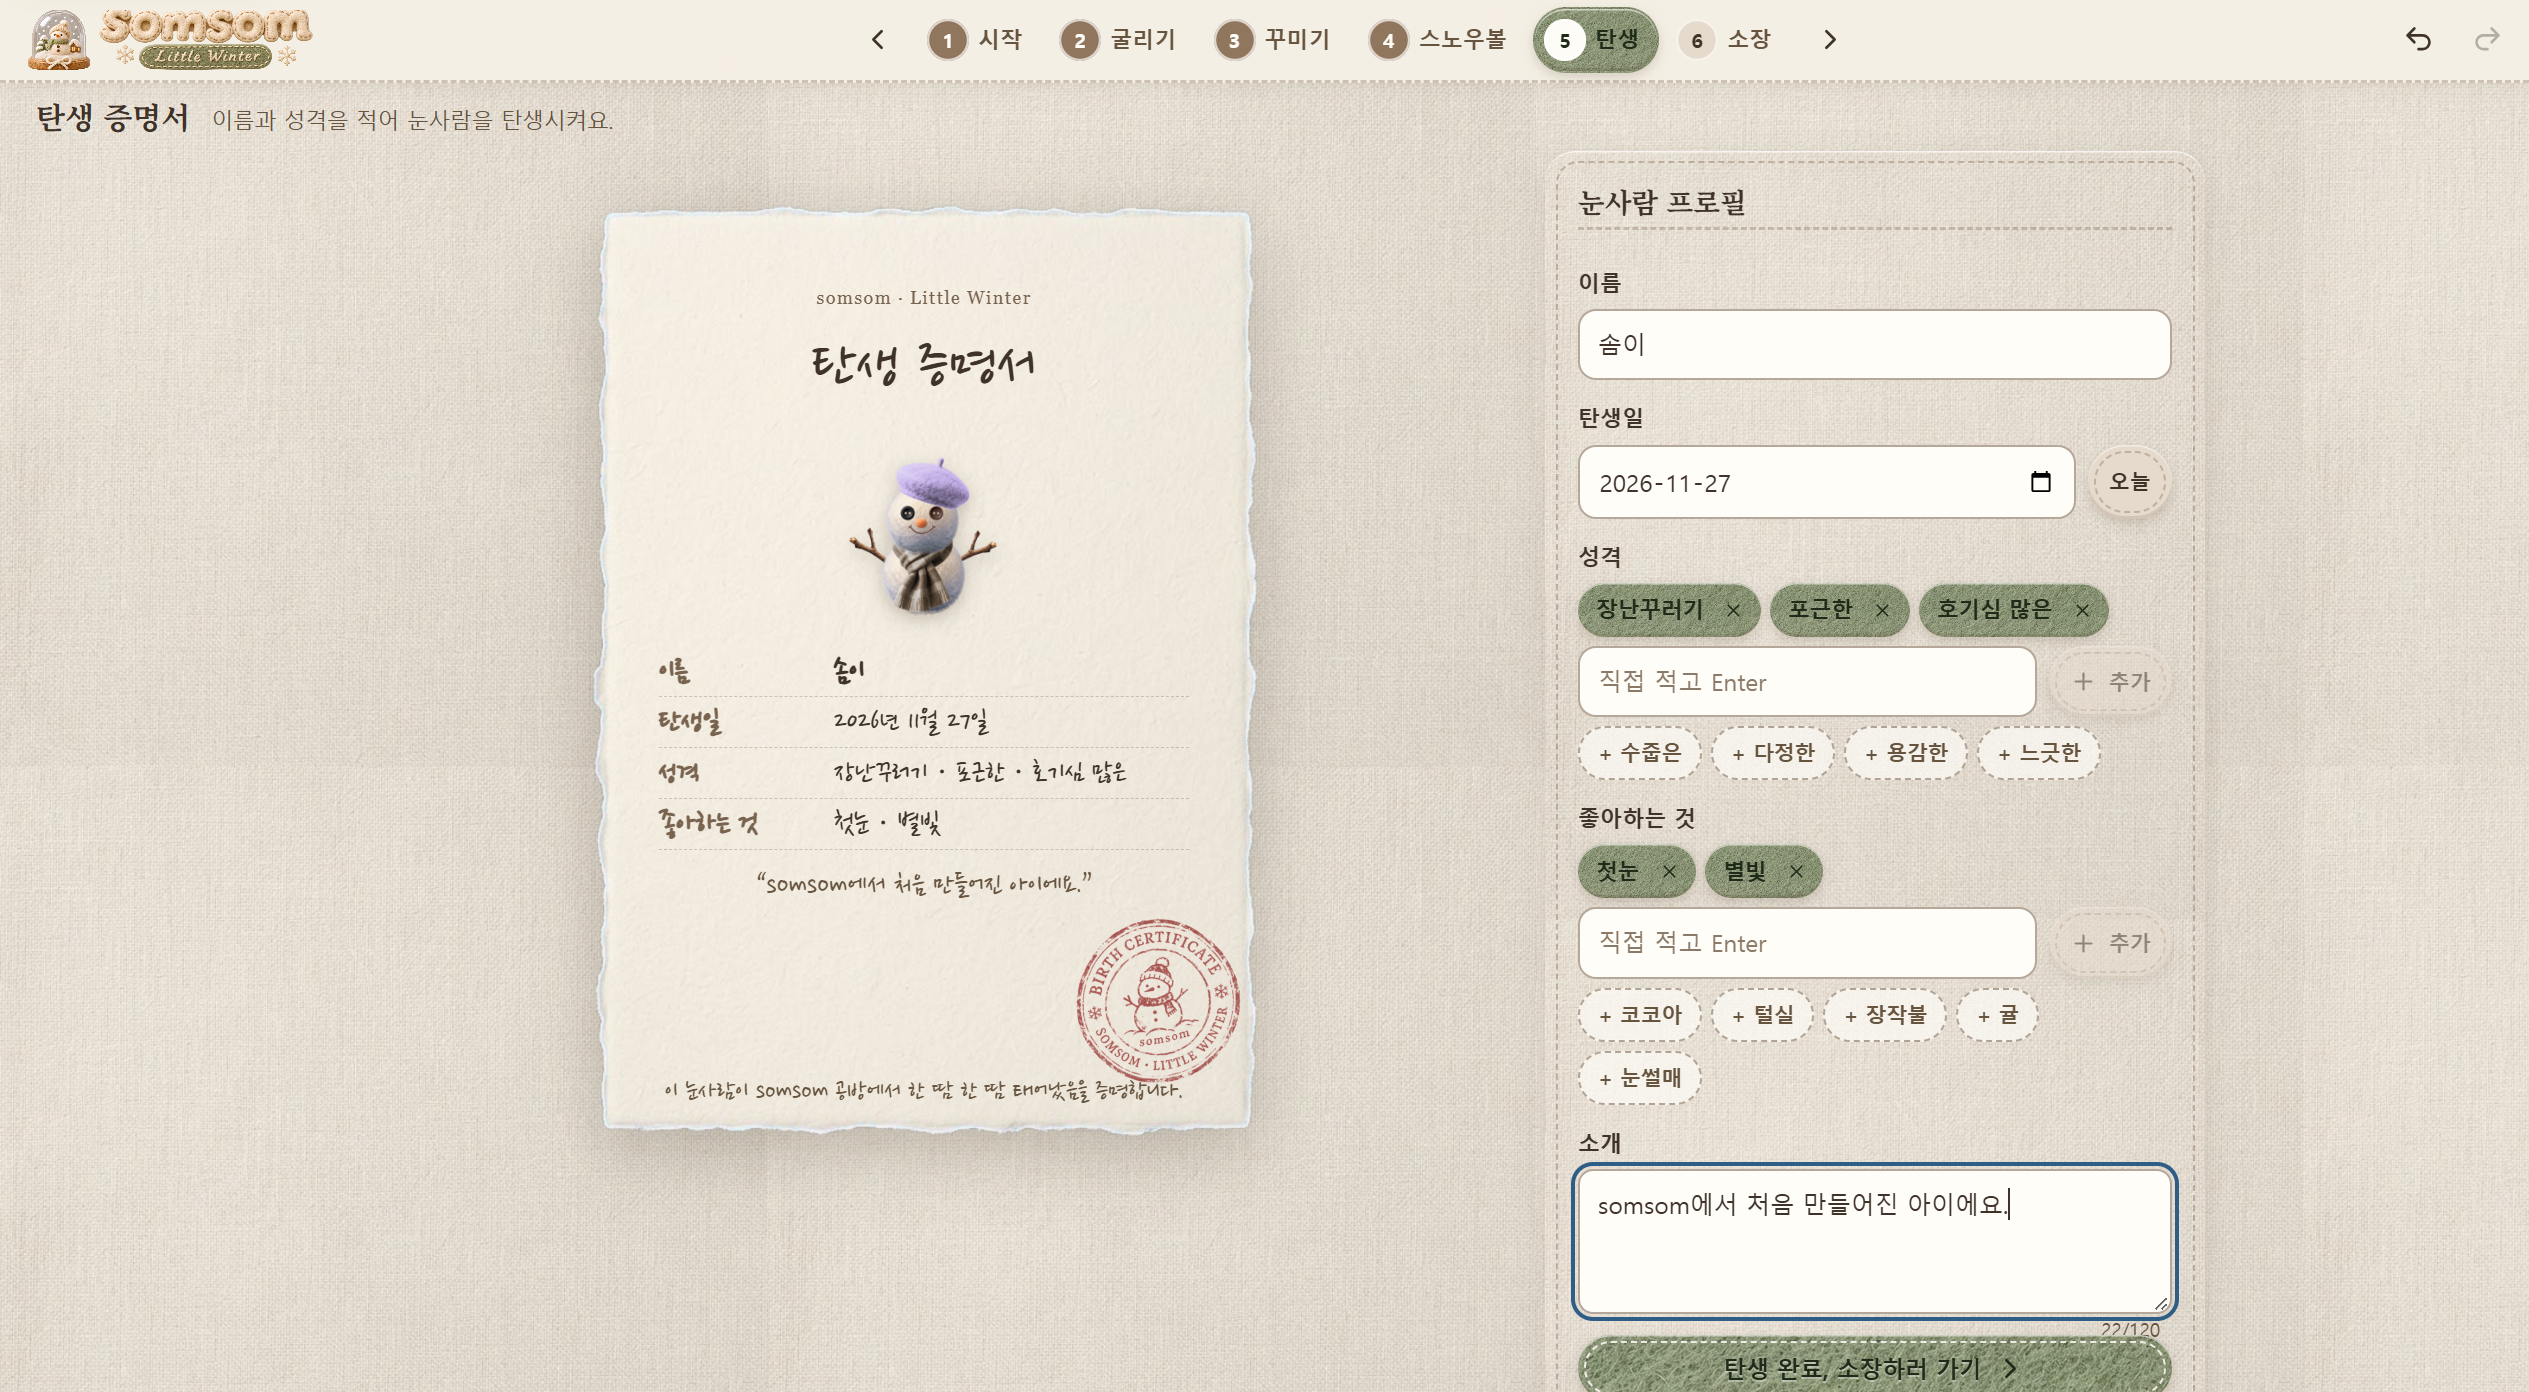 somsom
Little Winter
1 시작
2 굴리기
3 꾸미기
4 스노우볼
5 탄생
6 소장
탄생 증명서 이름과 성격을 적어 눈사람을 탄생시켜요.
somsom · Little Winter
탄생 증명서
이름 솜이
탄생일 2026년 11월 27일
성격 장난꾸러기 · 포근한 · 호기심 많은
좋아하는 것 첫눈 · 별빛
“somsom에서 처음 만들어진 아이에요.”
BIRTH CERTIFICATE
somsom
SOMSOM · LITTLE WINTER
이 눈사람이 somsom 공방에서 한 땀 한 땀 태어났음을 증명합니다.
눈사람 프로필
이름
솜이
탄생일
2026-11-27 오늘
성격
장난꾸러기 × 포근한 × 호기심 많은 ×
직접 적고 Enter + 추가
+ 수줍은 + 다정한 + 용감한 + 느긋한
좋아하는 것
첫눈 × 별빛 ×
직접 적고 Enter + 추가
+ 코코아 + 털실 + 장작불 + 귤
+ 눈썰매
소개
somsom에서 처음 만들어진 아이에요.
22/120
탄생 완료, 소장하러 가기